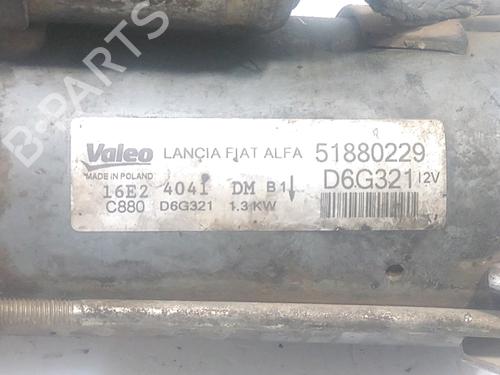 Valeo LANCIA FIAT ALFA 51880229
MADE IN POLAND D6G321 12V
16E2 4041 DM B1
C880 D6G321 1.3 KW
B-PARTS